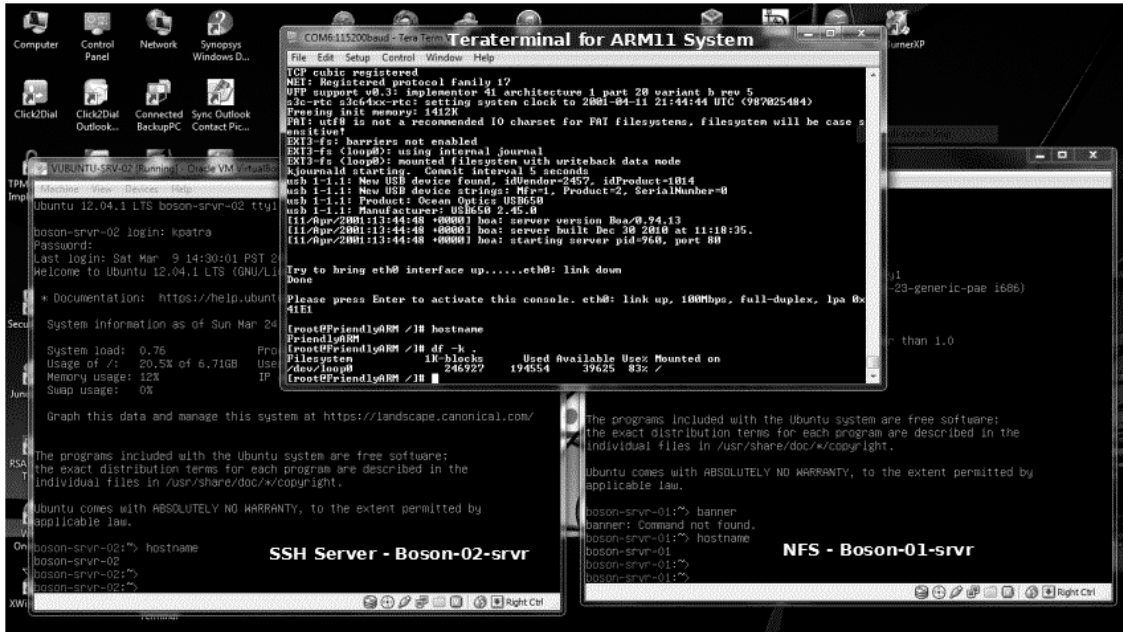 Computer
Control Panel
Network
Synopsys Windows D...
Click2Dial
Click2Dial Outlook...
Connected BackupPC
Sync Outlook Contact Pic...
TurnerXP
COM6:115200baud - Tera Term
Teraterminal for ARM11 System
File Edit Setup Control Window Help
TCP cubic registered
NET: Registered protocol family 17
VFP support v0.3: implementor 41 architecture 1 part 20 variant b rev 5
s3c-rtc s3c64xx-rtc: setting system clock to 2001-04-11 21:44:44 UTC (987025484)
Freeing init memory: 1412K
FAT: utf8 is not a recommended IO charset for FAT filesystems, filesystem will be case s
ensitive!
EXT3-fs: barriers not enabled
EXT3-fs (loop0): using internal journal
EXT3-fs (loop0): mounted filesystem with writeback data mode
kjournald starting. Commit interval 5 seconds
usb 1-1.1: New USB device found, idVendor=2457, idProduct=1014
usb 1-1.1: New USB device strings: Mfr=1, Product=2, SerialNumber=0
usb 1-1.1: Product: Ocean Optics USB650
usb 1-1.1: Manufacturer: USB650 2.45.0
[11/Apr/2001:13:44:48 +0000] boa: server version Boa/0.94.13
[11/Apr/2001:13:44:48 +0000] boa: server built Dec 30 2010 at 11:18:35.
[11/Apr/2001:13:44:48 +0000] boa: starting server pid=960, port 80
Try to bring eth0 interface up......eth0: link down
Done
Please press Enter to activate this console. eth0: link up, 100Mbps, full-duplex, lpa 0x
41E1
[root@FriendlyARM /]# hostname
FriendlyARM
[root@FriendlyARM /]# df -k .
Filesystem 1K-blocks Used Available Use% Mounted on
/dev/loop0 246927 194554 39625 83% /
[root@FriendlyARM /]#
VUBUNTU-SRV-02 [Running] - Oracle VM VirtualBo
Machine View Devices Help
Ubuntu 12.04.1 LTS boson-srvr-02 tty1
boson-srvr-02 login: kpatra
Password:
Last login: Sat Mar 9 14:30:01 PST 20
Welcome to Ubuntu 12.04.1 LTS (GNU/Li
* Documentation: https://help.ubunt
System information as of Sun Mar 24
System load: 0.76 Pro
Usage of /: 20.5% of 6.71GB Use
Memory usage: 12% IP
Swap usage: 0%
Graph this data and manage this system at https://landscape.canonical.com/
The programs included with the Ubuntu system are free software;
the exact distribution terms for each program are described in the
individual files in /usr/share/doc/*/copyright.
Ubuntu comes with ABSOLUTELY NO WARRANTY, to the extent permitted by
applicable law.
boson-srvr-02:~> hostname
boson-srvr-02
boson-srvr-02:~>
boson-srvr-02:~>
SSH Server - Boson-02-srvr
Right Ctrl
-23-generic-pae i686)
r than 1.0
The programs included with the Ubuntu system are free software;
the exact distribution terms for each program are described in the
individual files in /usr/share/doc/*/copyright.
Ubuntu comes with ABSOLUTELY NO WARRANTY, to the extent permitted by
applicable law.
boson-srvr-01:~> banner
banner: Command not found.
boson-srvr-01:~> hostname
boson-srvr-01
boson-srvr-01:~>
boson-srvr-01:~>
NFS - Boson-01-srvr
Right Ctrl